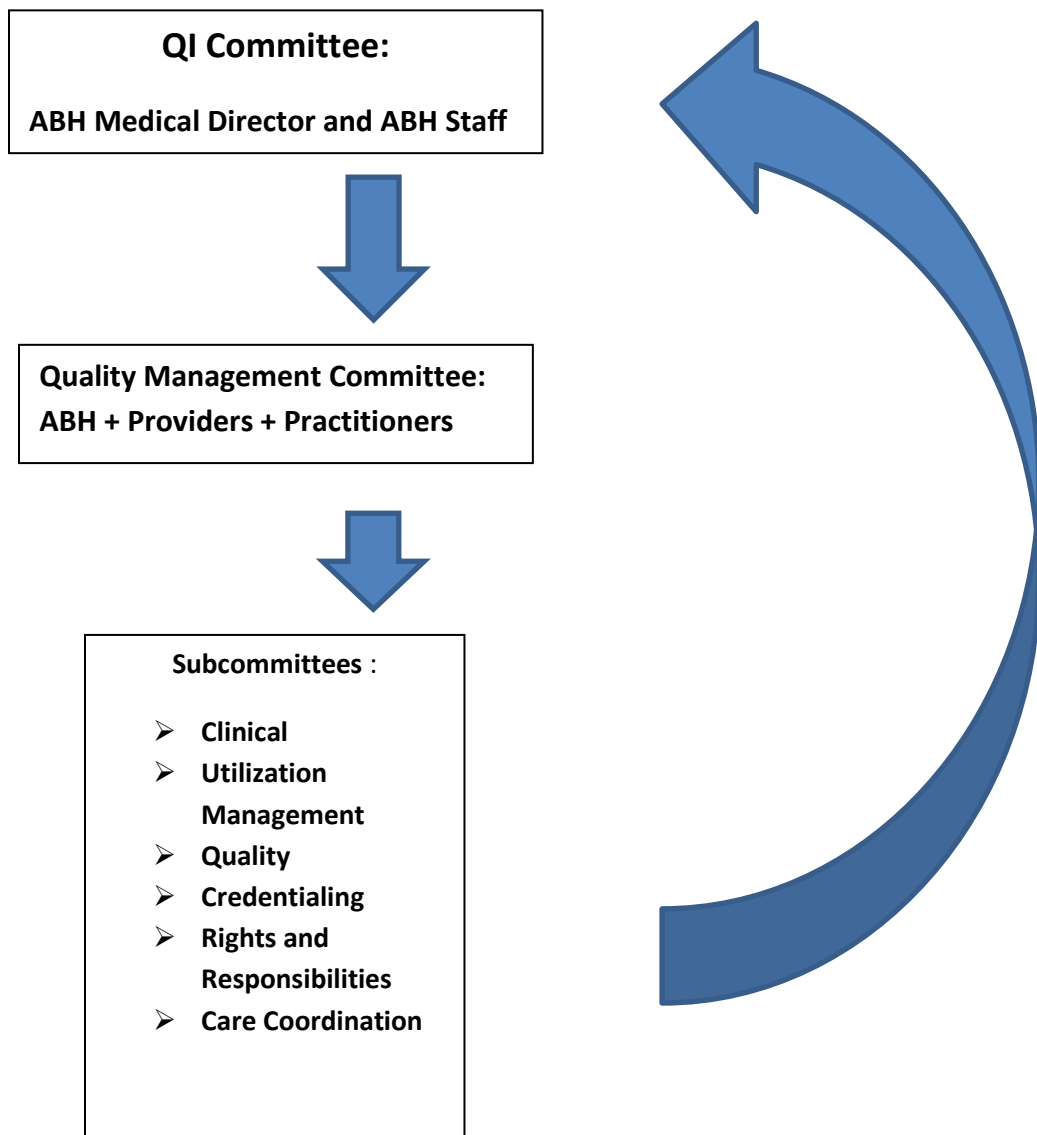 QI Committee:
ABH Medical Director and ABH Staff
Quality Management Committee:
ABH + Providers + Practitioners
Subcommittees :
➢ Clinical
➢ Utilization
Management
➢ Quality
➢ Credentialing
➢ Rights and
Responsibilities
➢ Care Coordination